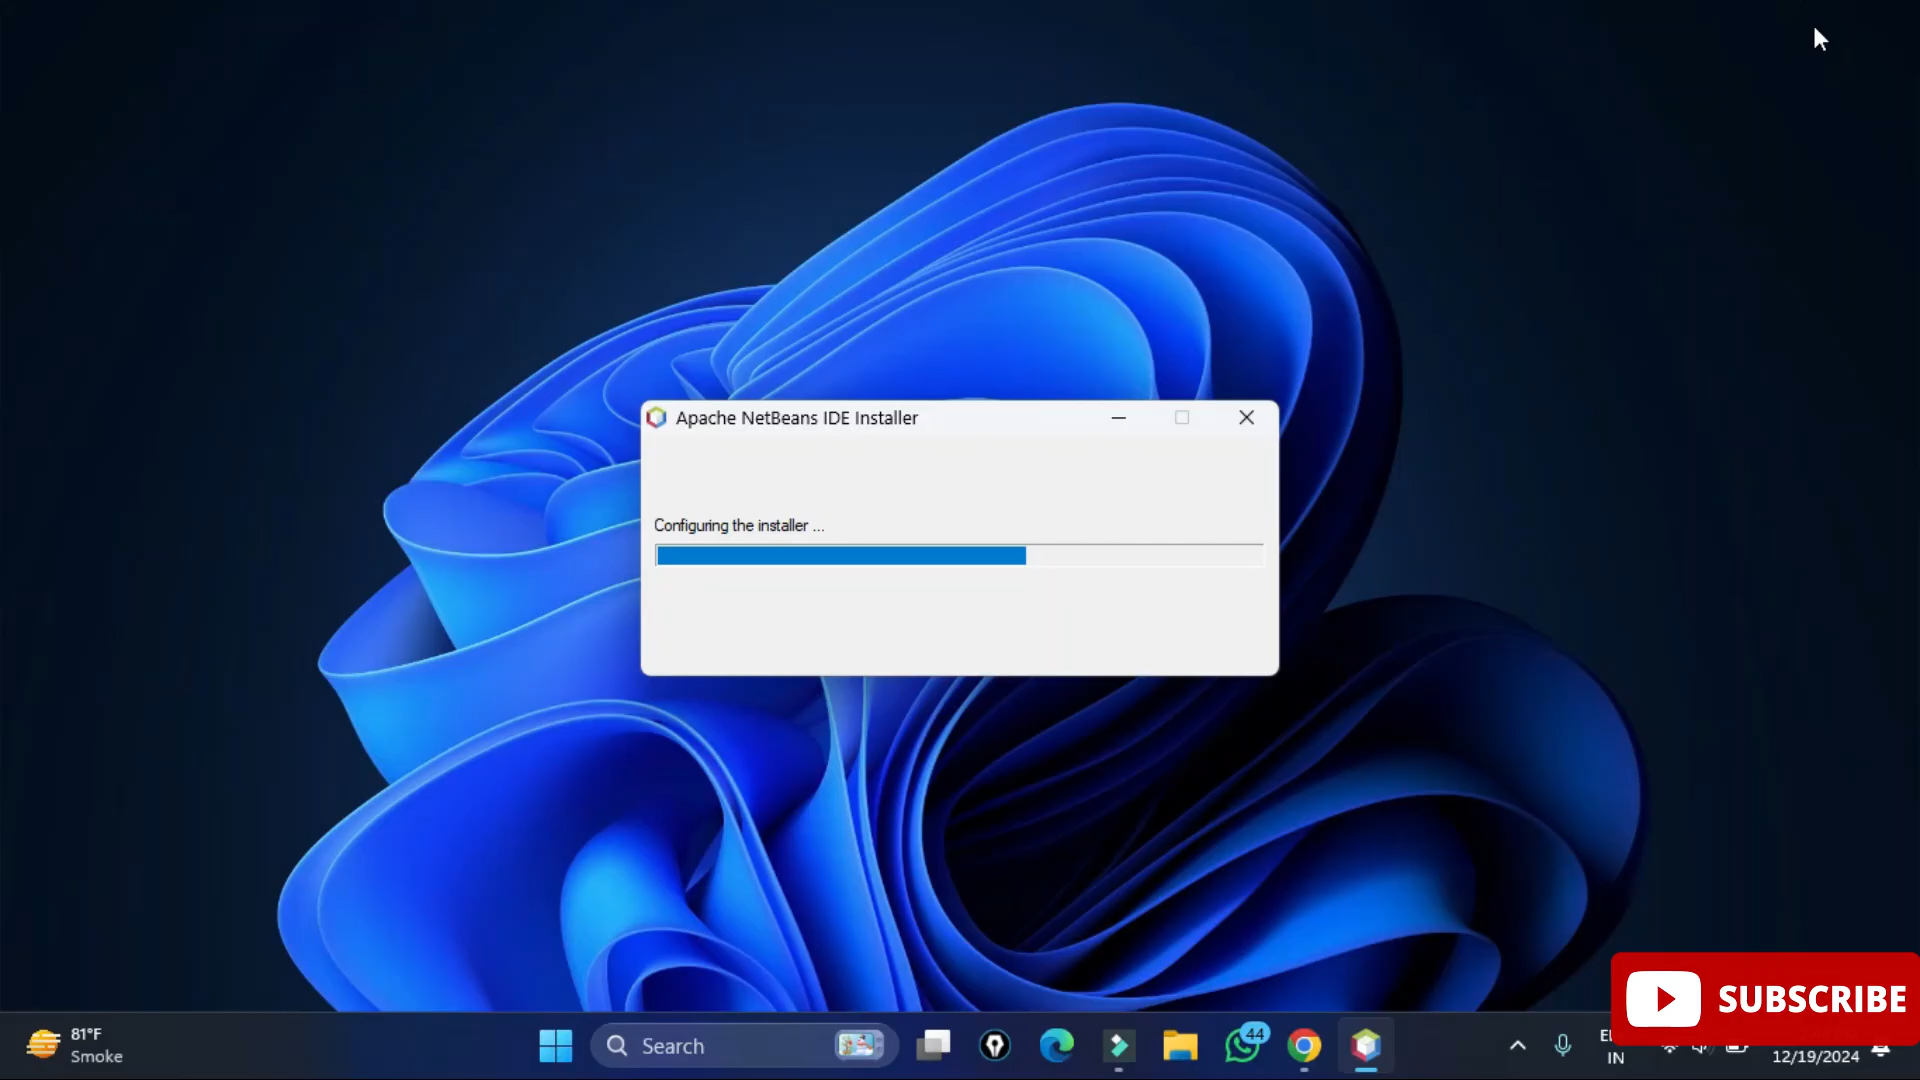 Apache NetBeans IDE Installer
Configuring the installer ...
SUBSCRIBE
81°F
Smoke
Search
44
IN
12/19/2024